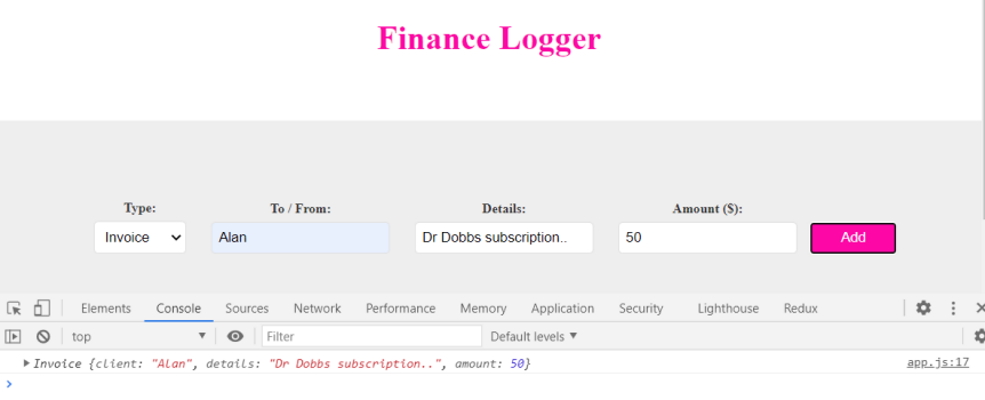 Finance Logger
Type: To / From: Details: Amount ($):
Invoice Alan Dr Dobbs subscription.. 50 Add
Elements Console Sources Network Performance Memory Application Security Lighthouse Redux
top Filter Default levels
Invoice {client: "Alan", details: "Dr Dobbs subscription..", amount: 50} app.js:17